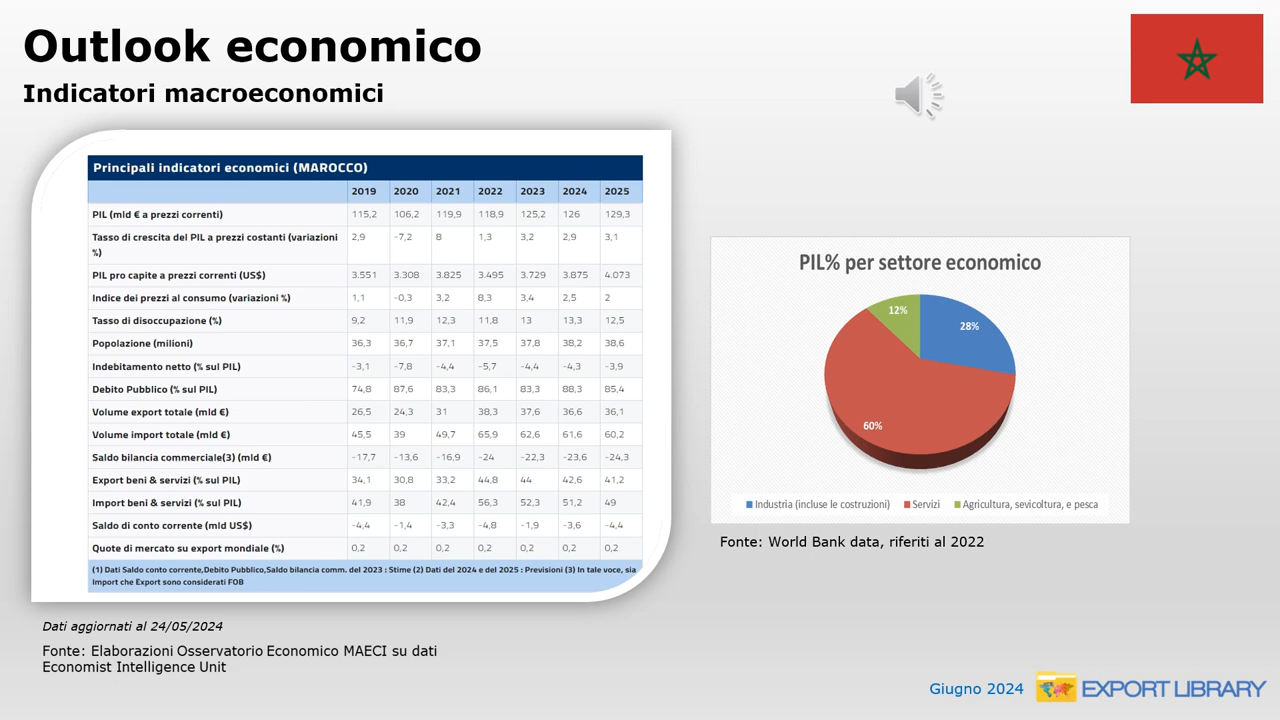 Outlook economico
Indicatori macroeconomici
Principali indicatori economici (MAROCCO)
2019 2020 2021 2022 2023 2024 2025
PIL (mld € a prezzi correnti) 115,2 106,2 119,9 118,9 125,2 126 129,3
Tasso di crescita del PIL a prezzi costanti (variazioni 2,9 -7,2 8 1,3 3,2 2,9 3,1
%)
PIL pro capite a prezzi correnti (US$) 3.551 3.308 3.825 3.495 3.729 3.875 4.073
Indice dei prezzi al consumo (variazioni %) 1,1 -0,3 3,2 8,3 3,4 2,5 2
Tasso di disoccupazione (%) 9,2 11,9 12,3 11,8 13 13,3 12,5
Popolazione (milioni) 36,3 36,7 37,1 37,5 37,8 38,2 38,6
Indebitamento netto (% sul PIL) -3,1 -7,8 -4,4 -5,7 -4,4 -4,3 -3,9
Debito Pubblico (% sul PIL) 74,8 87,6 83,3 86,1 83,3 88,3 85,4
Volume export totale (mld €) 26,5 24,3 31 38,3 37,6 36,6 36,1
Volume import totale (mld €) 45,5 39 49,7 65,9 62,6 61,6 60,2
Saldo bilancia commerciale(3) (mld €) -17,7 -13,6 -16,9 -24 -22,3 -23,6 -24,3
Export beni & servizi (% sul PIL) 34,1 30,8 33,2 44,8 44 42,6 41,2
Import beni & servizi (% sul PIL) 41,9 38 42,4 56,3 52,3 51,2 49
Saldo di conto corrente (mld US$) -4,4 -1,4 -3,3 -4,8 -1,9 -3,6 -4,4
Quote di mercato su export mondiale (%) 0,2 0,2 0,2 0,2 0,2 0,2 0,2
(1) Dati Saldo conto corrente,Debito Pubblico,Saldo bilancia comm. del 2023 : Stime (2) Dati del 2024 e del 2025 : Previsioni (3) In tale voce, sia
Import che Export sono considerati FOB
Dati aggiornati al 24/05/2024
Fonte: Elaborazioni Osservatorio Economico MAECI su dati
Economist Intelligence Unit
PIL% per settore economico
12%
28%
60%
Industria (incluse le costruzioni) Servizi Agricultura, sevicoltura, e pesca
Fonte: World Bank data, riferiti al 2022
Giugno 2024
EXPORT LIBRARY